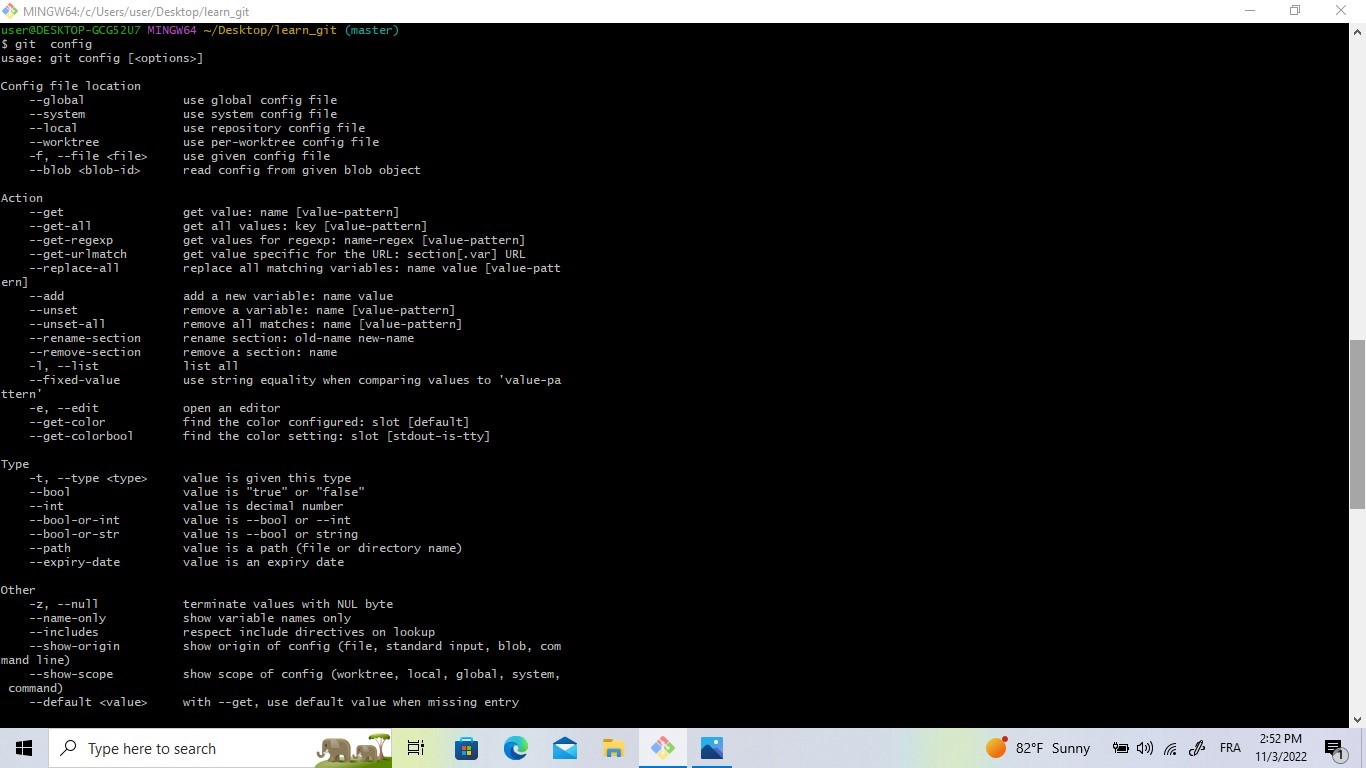 MINGW64:/c/Users/user/Desktop/learn_git
user@DESKTOP-GCG52U7 MINGW64 ~/Desktop/learn_git (master)
$ git  config
usage: git config [<options>]
Config file location
    --global              use global config file
    --system              use system config file
    --local               use repository config file
    --worktree            use per-worktree config file
    -f, --file <file>     use given config file
    --blob <blob-id>      read config from given blob object
Action
    --get                 get value: name [value-pattern]
    --get-all             get all values: key [value-pattern]
    --get-regexp          get values for regexp: name-regex [value-pattern]
    --get-urlmatch        get value specific for the URL: section[.var] URL
    --replace-all         replace all matching variables: name value [value-patt
ern]
    --add                 add a new variable: name value
    --unset               remove a variable: name [value-pattern]
    --unset-all           remove all matches: name [value-pattern]
    --rename-section      rename section: old-name new-name
    --remove-section      remove a section: name
    -l, --list            list all
    --fixed-value         use string equality when comparing values to 'value-pa
ttern'
    -e, --edit            open an editor
    --get-color           find the color configured: slot [default]
    --get-colorbool       find the color setting: slot [stdout-is-tty]
Type
    -t, --type <type>     value is given this type
    --bool                value is "true" or "false"
    --int                 value is decimal number
    --bool-or-int         value is --bool or --int
    --bool-or-str         value is --bool or string
    --path                value is a path (file or directory name)
    --expiry-date         value is an expiry date
Other
    -z, --null            terminate values with NUL byte
    --name-only           show variable names only
    --includes            respect include directives on lookup
    --show-origin         show origin of config (file, standard input, blob, com
mand line)
    --show-scope          show scope of config (worktree, local, global, system,
 command)
    --default <value>     with --get, use default value when missing entry
Type here to search
82°F Sunny
FRA
2:52 PM
11/3/2022
1